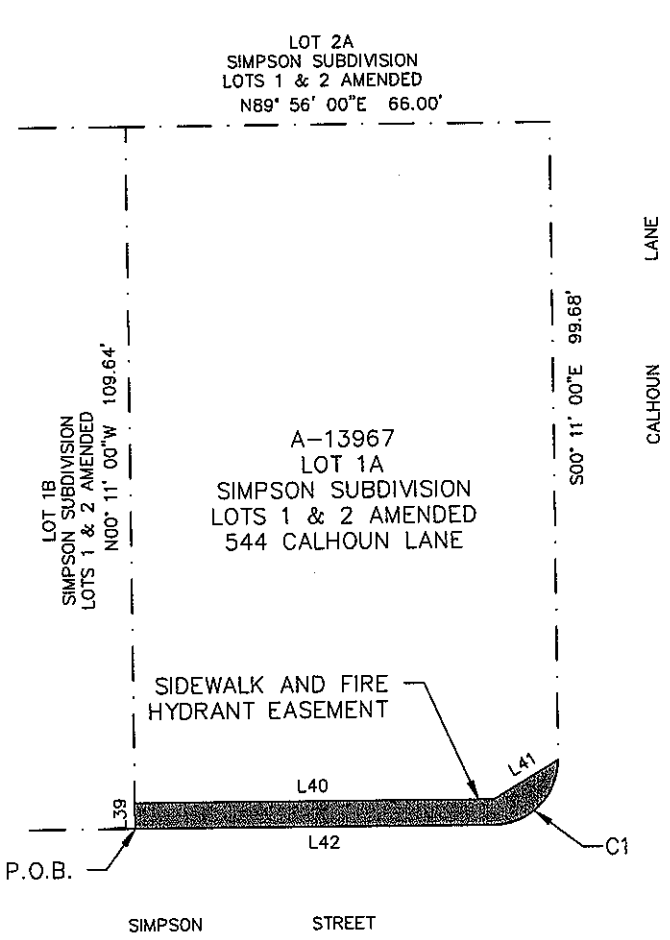 LOT 2A
SIMPSON SUBDIVISION
LOTS 1 & 2 AMENDED
N89° 56' 00"E 66.00'
LOT 1B
SIMPSON SUBDIVISION
LOTS 1 & 2 AMENDED
N00° 11' 00"W 109.64'
S00° 11' 00"E 99.68'
CALHOUN LANE
A-13967
LOT 1A
SIMPSON SUBDIVISION
LOTS 1 & 2 AMENDED
544 CALHOUN LANE
SIDEWALK AND FIRE
HYDRANT EASEMENT
L41
L40
39
L42
C1
P.O.B.
SIMPSON STREET